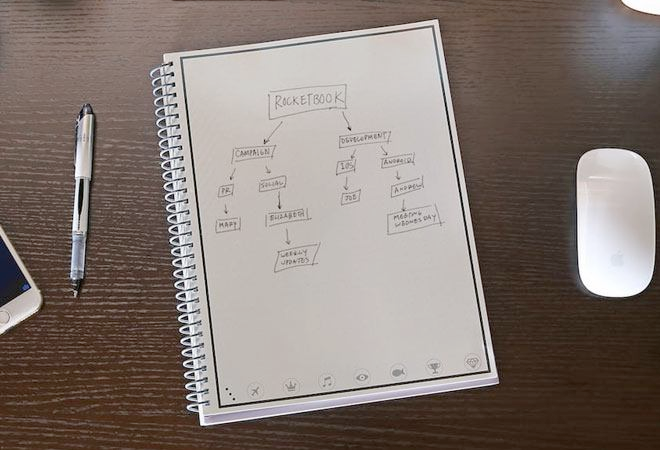 ROCKETBOOK
CAMPAIGN
DEVELOPMENT
PR
SOCIAL
IOS
ANDROID
MARY
ELIZABETH
JOE
ANDREW
WEEKLY
UPDATES
MEETING
WEDNESDAY